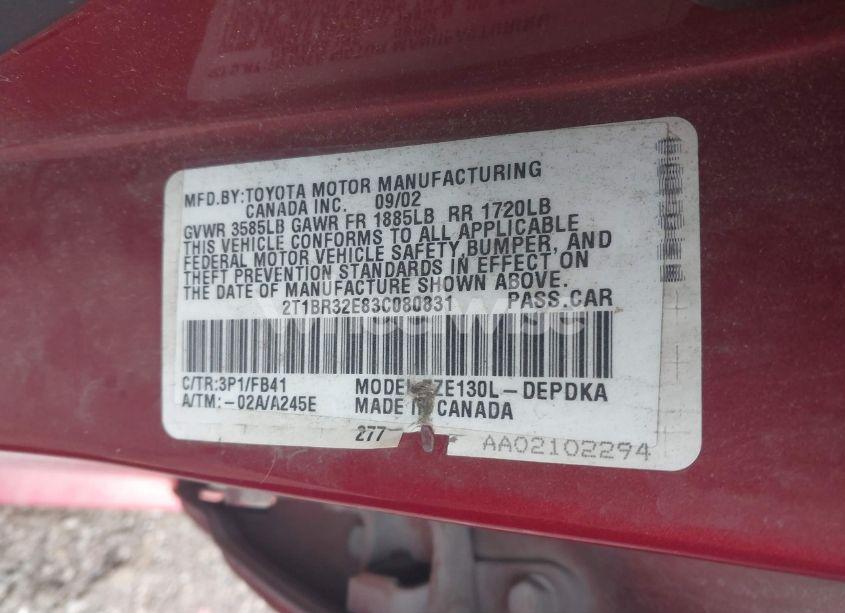 MFD.BY:TOYOTA MOTOR MANUFACTURING
CANADA INC. 09/02
GVWR 3585LB GAWR FR 1885LB RR 1720LB
THIS VEHICLE CONFORMS TO ALL APPLICABLE
FEDERAL MOTOR VEHICLE SAFETY, BUMPER, AND
THEFT PREVENTION STANDARDS IN EFFECT ON
THE DATE OF MANUFACTURE SHOWN ABOVE.
2T1BR32E83C080831 PASS.CAR
C/TR:3P1/FB41 MODEL: ZE130L-DEPDKA
A/TM:-02A/A245E MADE IN CANADA
277 AA02102294